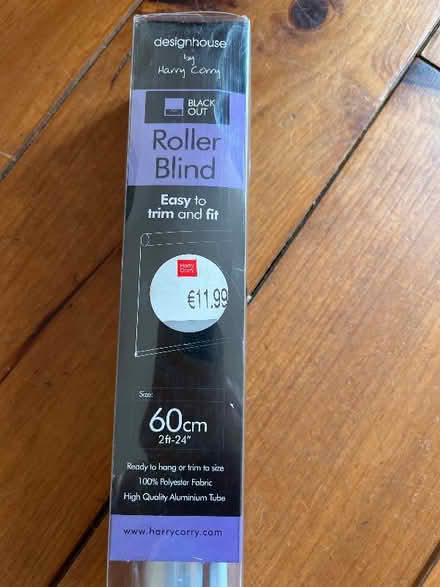 designhouse
by
Harry Corry
BLACK
OUT
Roller
Blind
Easy to
trim and fit
Harry
Corry
€11.99
Size:
60cm
2ft-24"
Ready to hang or trim to size
100% Polyester Fabric
High Quality Aluminium Tube
www.harrycorry.com